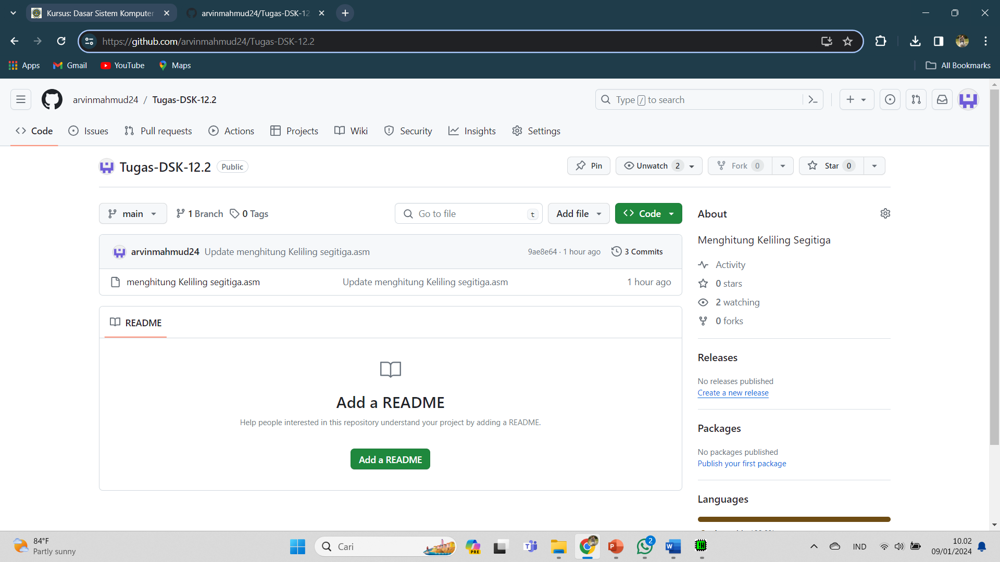 Kursus: Dasar Sistem Komputer
arvinmahmud24/Tugas-DSK-12
https://github.com/arvinmahmud24/Tugas-DSK-12.2
Apps
Gmail
YouTube
Maps
All Bookmarks
arvinmahmud24 / Tugas-DSK-12.2
Type / to search
Code
Issues
Pull requests
Actions
Projects
Wiki
Security
Insights
Settings
Tugas-DSK-12.2
Public
Pin
Unwatch 2
Fork 0
Star 0
main
1 Branch
0 Tags
Go to file
t
Add file
Code
arvinmahmud24 Update menghitung Keliling segitiga.asm
9ae8e64 · 1 hour ago
3 Commits
menghitung Keliling segitiga.asm
Update menghitung Keliling segitiga.asm
1 hour ago
README
Add a README
Help people interested in this repository understand your project by adding a README.
Add a README
About
Menghitung Keliling Segitiga
Activity
0 stars
2 watching
0 forks
Releases
No releases published
Create a new release
Packages
No packages published
Publish your first package
Languages
84°F
Partly sunny
Cari
PRE
2
IND
10.02
09/01/2024